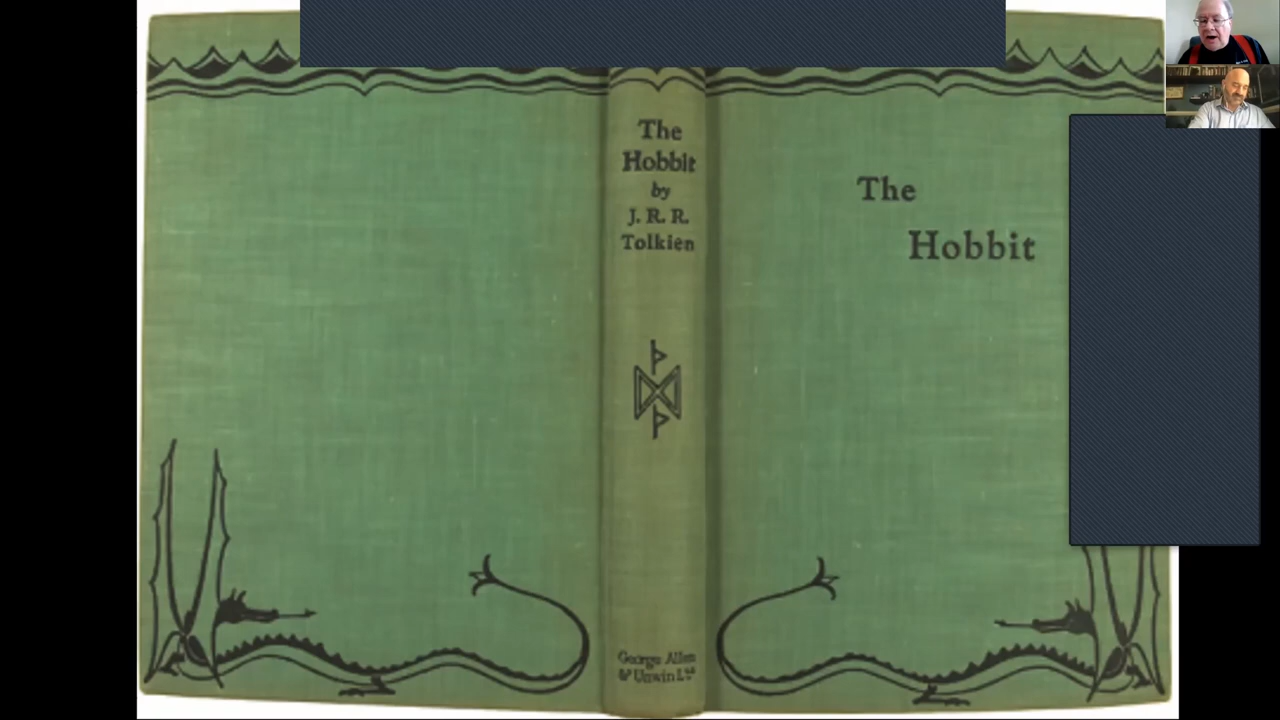 The
Hobbit
by
J. R. R.
Tolkien
George Allen
& Unwin Ltd
The
Hobbit